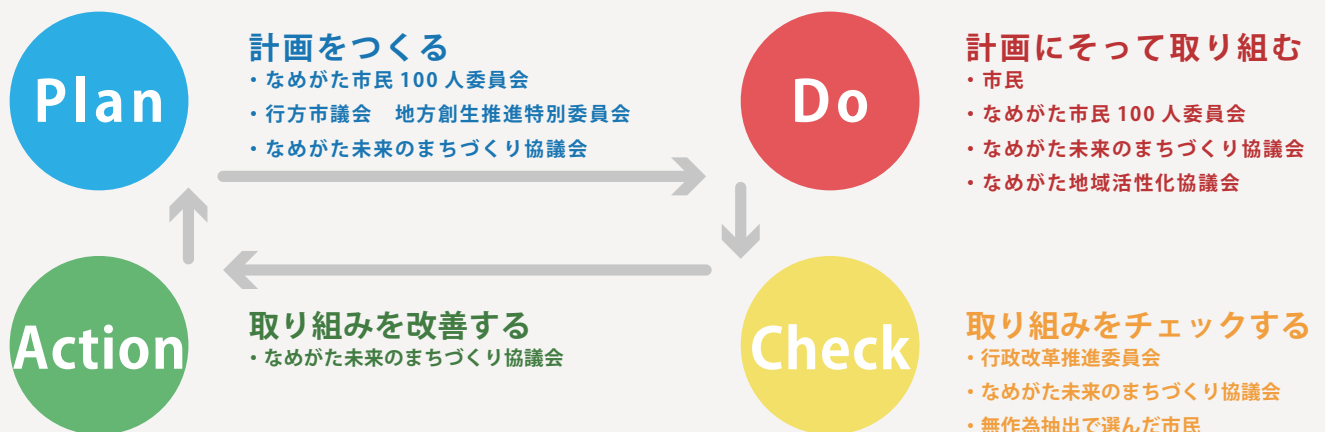 Plan
計画をつくる
・なめがた市民 100 人委員会
・行方市議会　地方創生推進特別委員会
・なめがた未来のまちづくり協議会
Do
計画にそって取り組む
・市民
・なめがた市民 100 人委員会
・なめがた未来のまちづくり協議会
・なめがた地域活性化協議会
Action
取り組みを改善する
・なめがた未来のまちづくり協議会
Check
取り組みをチェックする
・行政改革推進委員会
・なめがた未来のまちづくり協議会
・無作為抽出で選んだ市民